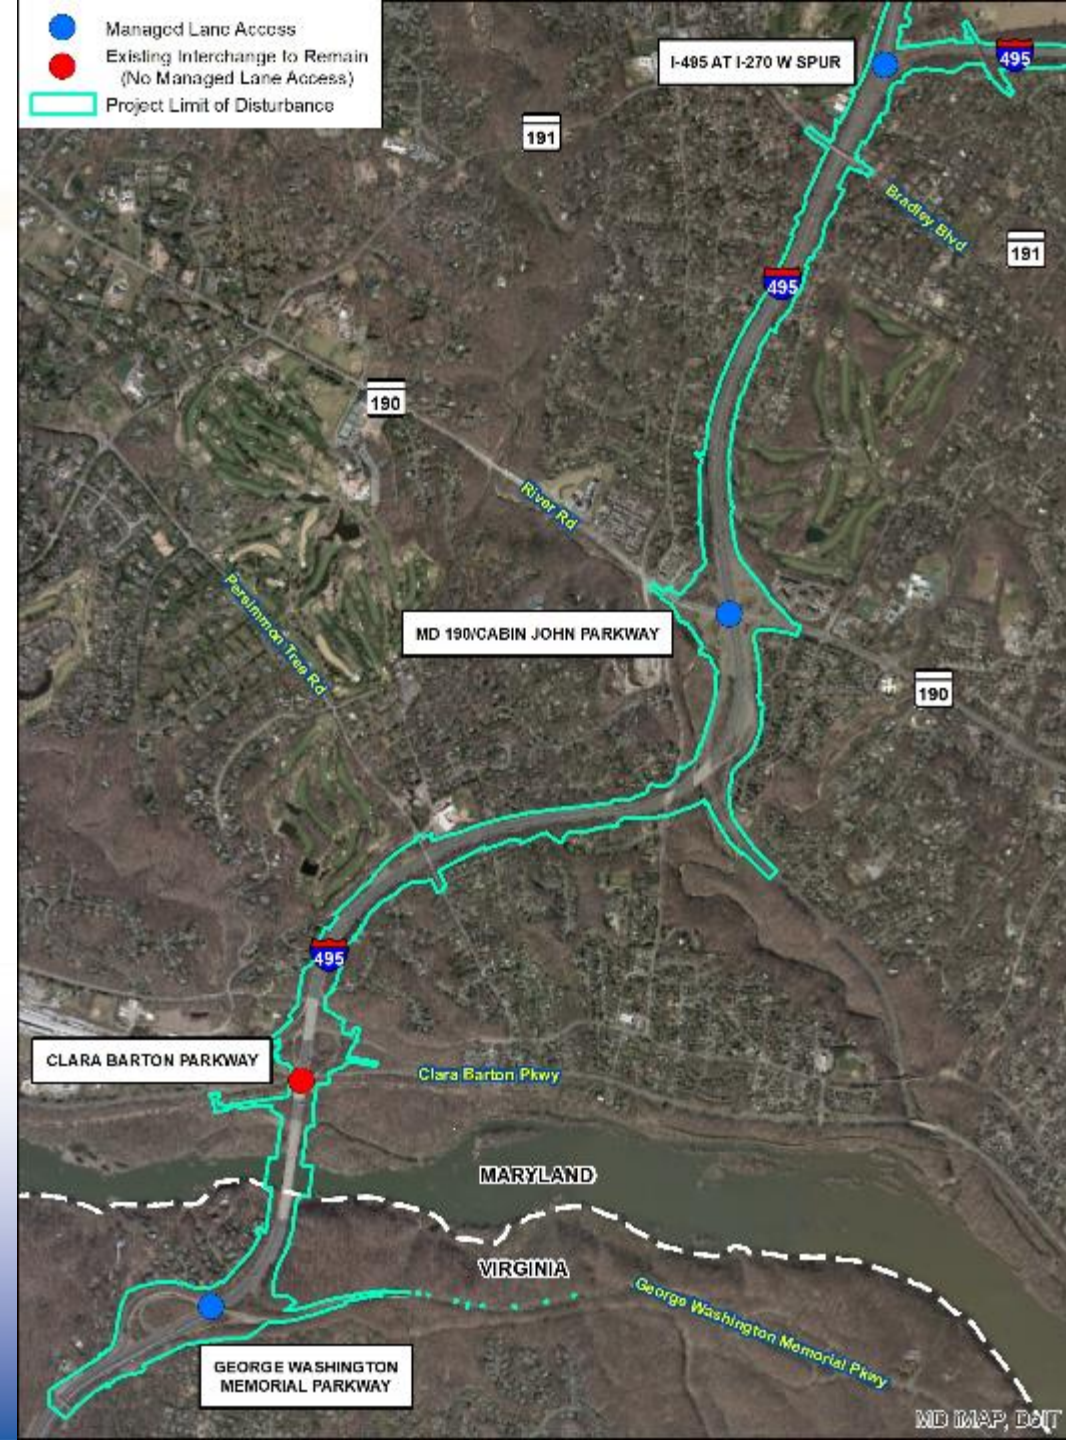 Managed Lane Access
Existing Interchange to Remain
(No Managed Lane Access)
Project Limit of Disturbance
I-495 AT I-270 W SPUR
495
191
Bradley Blvd
191
495
190
River Rd
Persimmon Tree Rd
MD 190/CABIN JOHN PARKWAY
190
495
CLARA BARTON PARKWAY
Clara Barton Pkwy
MARYLAND
VIRGINIA
George Washington Memorial Pkwy
GEORGE WASHINGTON
MEMORIAL PARKWAY
MD iMAP, DoIT